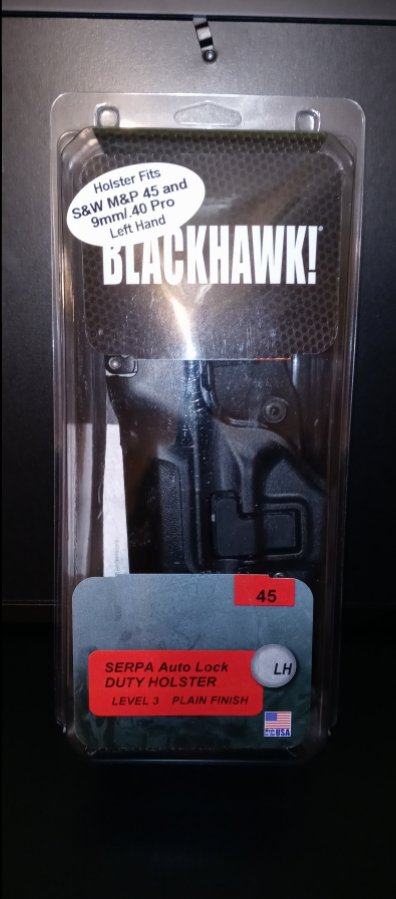 Holster Fits
S&W M&P 45 and
9mm/.40 Pro
Left Hand
BLACKHAWK!®
45
SERPA Auto Lock
DUTY HOLSTER
LH
LEVEL 3 PLAIN FINISH
USA